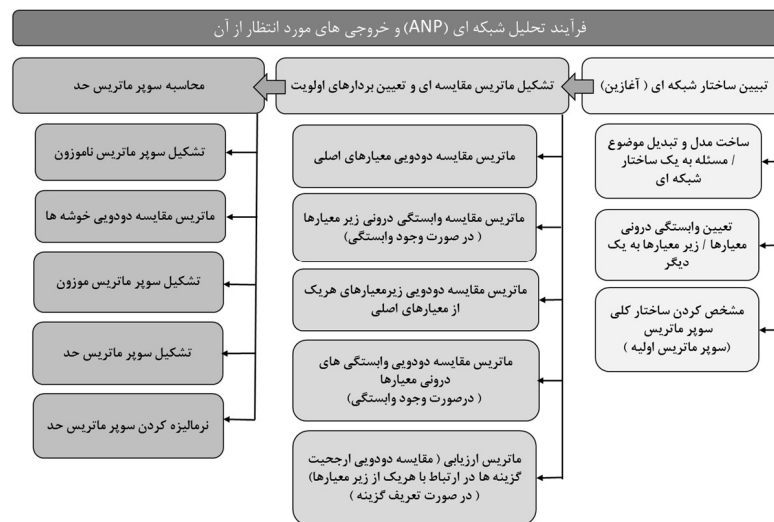 فرآیند تحلیل شبکه ای (ANP) و خروجی های مورد انتظار از آن
تبیین ساختار شبکه ای ( آغازین)
ساخت مدل و تبدیل موضوع
/ مسئله به یک ساختار
شبکه ای
تعیین وابستگی درونی
معیارها / زیر معیارها به یک
دیگر
مشخص کردن ساختار کلی
سوپر ماتریس
(سوپر ماتریس اولیه )
تشکیل ماتریس مقایسه ای و تعیین بردارهای اولویت
ماتریس مقایسه دودویی معیارهای اصلی
ماتریس مقایسه وابستگی درونی زیر معیارها
( در صورت وجود وابستگی)
ماتریس مقایسه دودویی زیرمعیارهای هریک
از معیارهای اصلی
ماتریس مقایسه دودویی وابستگی های
درونی معیارها
( درصورت وجود وابستگی)
ماتریس ارزیابی ( مقایسه دودویی ارجحیت
گزینه ها در ارتباط با هریک از زیر معیارها)
( در صورت تعریف گزینه )
محاسبه سوپر ماتریس حد
تشکیل سوپر ماتریس ناموزون
ماتریس مقایسه دودویی خوشه ها
تشکیل سوپر ماتریس موزون
تشکیل سوپر ماتریس حد
نرمالیزه کردن سوپر ماتریس حد